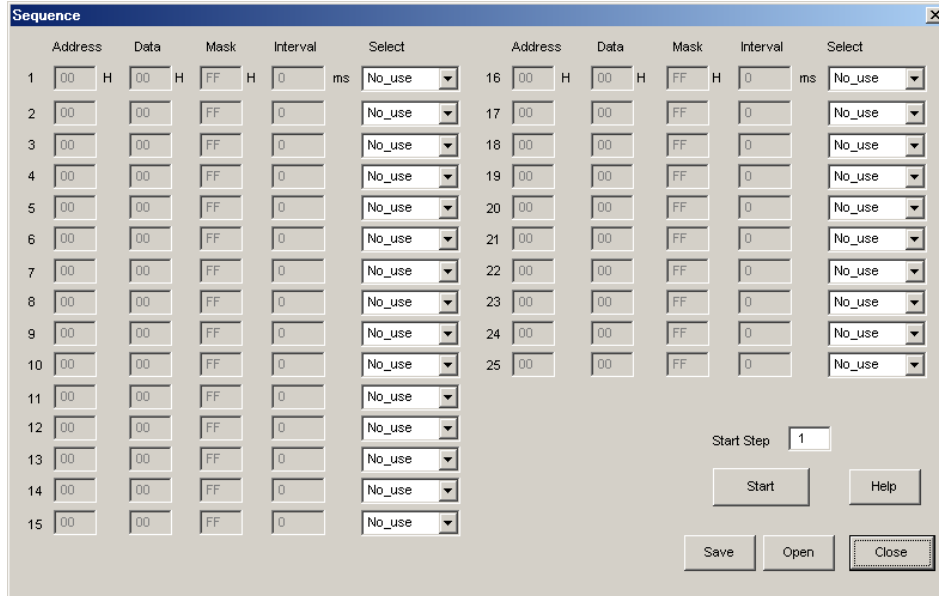 Sequence
Address Data Mask Interval Select Address Data Mask Interval Select
1 00 H 00 H FF H 0 ms No_use 16 00 H 00 H FF H 0 ms No_use
2 00 00 FF 0 No_use 17 00 00 FF 0 No_use
3 00 00 FF 0 No_use 18 00 00 FF 0 No_use
4 00 00 FF 0 No_use 19 00 00 FF 0 No_use
5 00 00 FF 0 No_use 20 00 00 FF 0 No_use
6 00 00 FF 0 No_use 21 00 00 FF 0 No_use
7 00 00 FF 0 No_use 22 00 00 FF 0 No_use
8 00 00 FF 0 No_use 23 00 00 FF 0 No_use
9 00 00 FF 0 No_use 24 00 00 FF 0 No_use
10 00 00 FF 0 No_use 25 00 00 FF 0 No_use
11 00 00 FF 0 No_use
12 00 00 FF 0 No_use
13 00 00 FF 0 No_use
14 00 00 FF 0 No_use
15 00 00 FF 0 No_use
Start Step 1
Start Help
Save Open Close